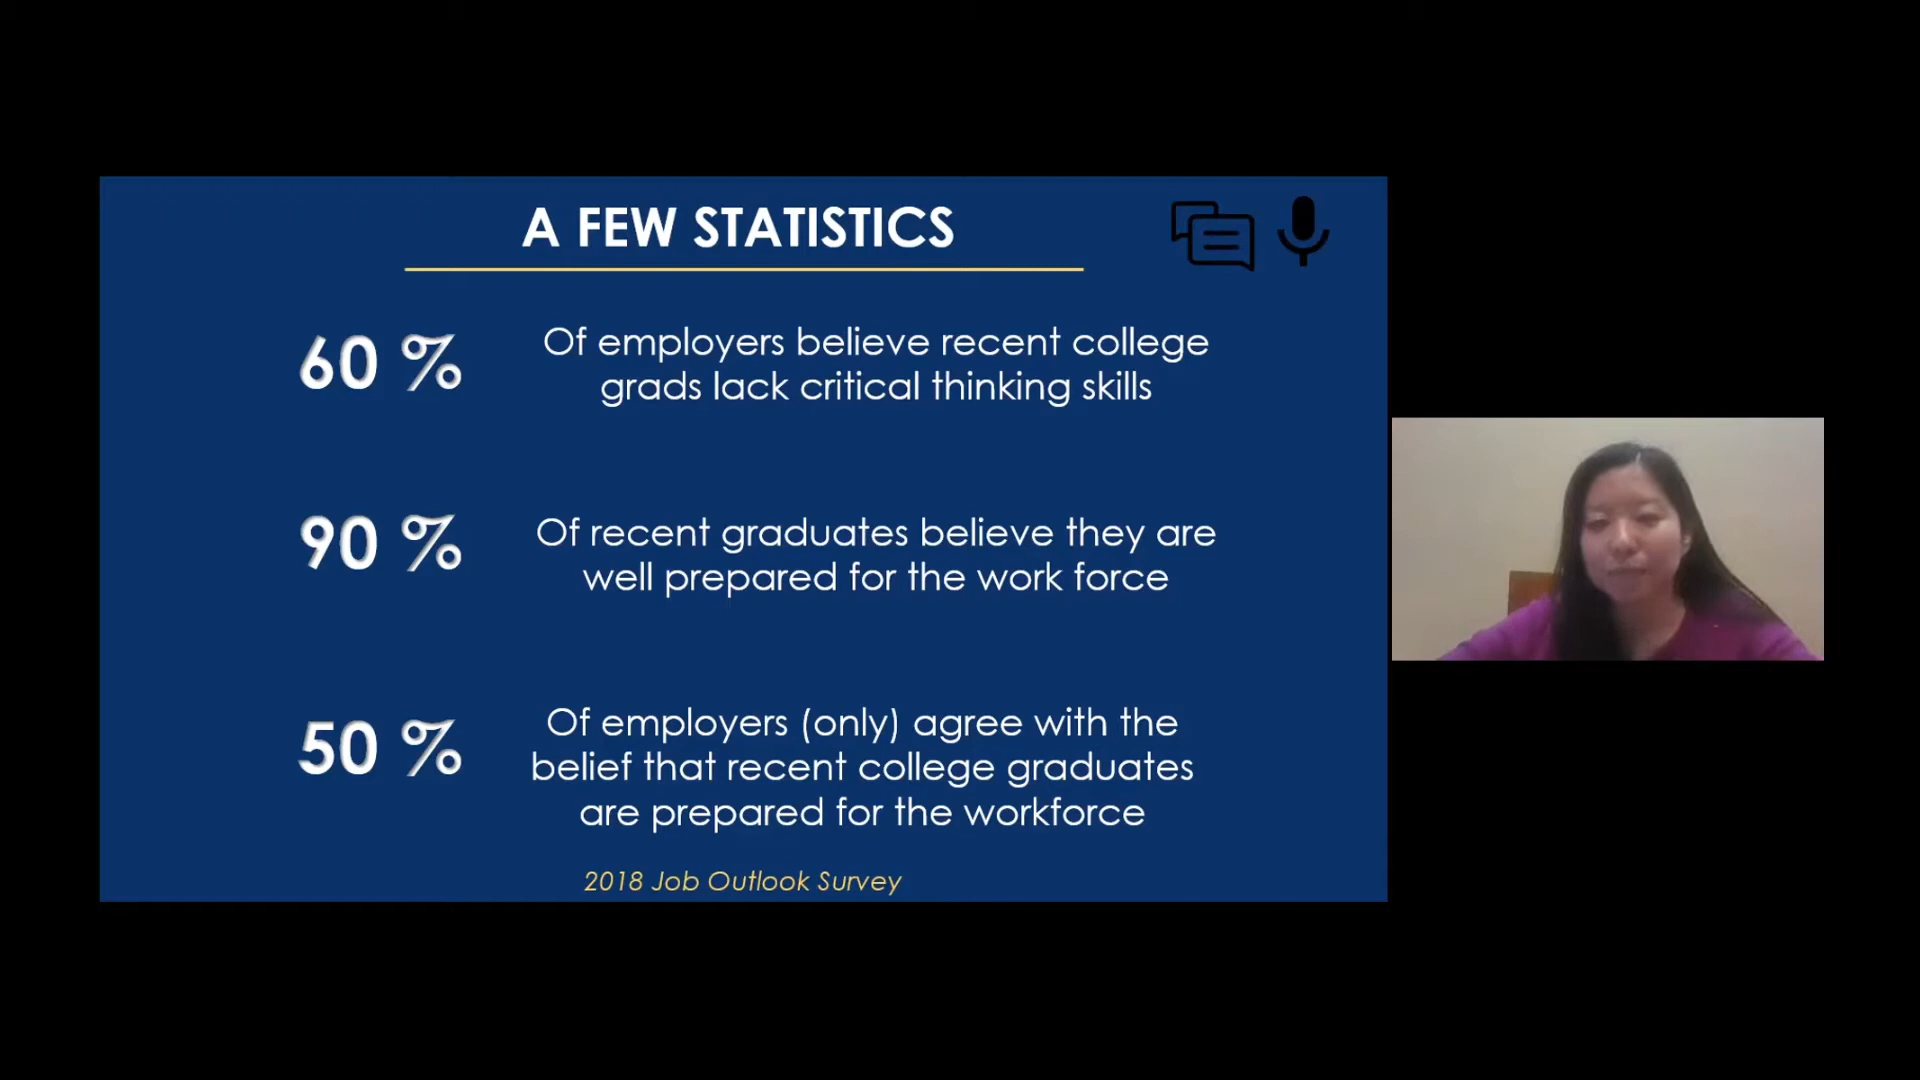 A FEW STATISTICS
60 %
Of employers believe recent college
grads lack critical thinking skills
90 %
Of recent graduates believe they are
well prepared for the work force
50 %
Of employers (only) agree with the
belief that recent college graduates
are prepared for the workforce
2018 Job Outlook Survey